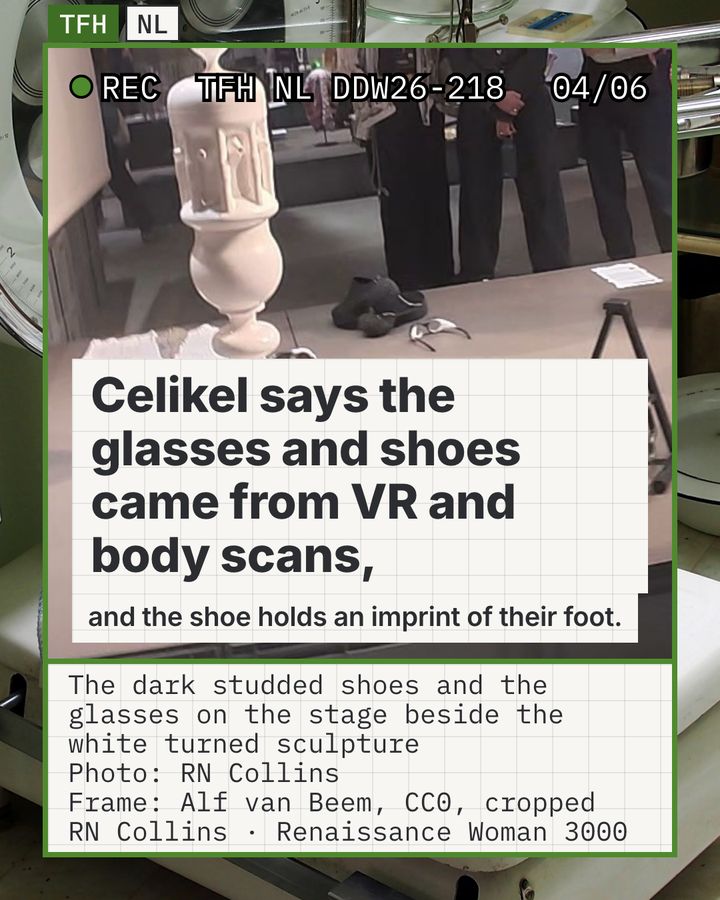 TFH NL
REC TFH NL DDW26-218 04/06
Celikel says the
glasses and shoes
came from VR and
body scans,
and the shoe holds an imprint of their foot.
The dark studded shoes and the
glasses on the stage beside the
white turned sculpture
Photo: RN Collins
Frame: Alf van Beem, CC0, cropped
RN Collins · Renaissance Woman 3000